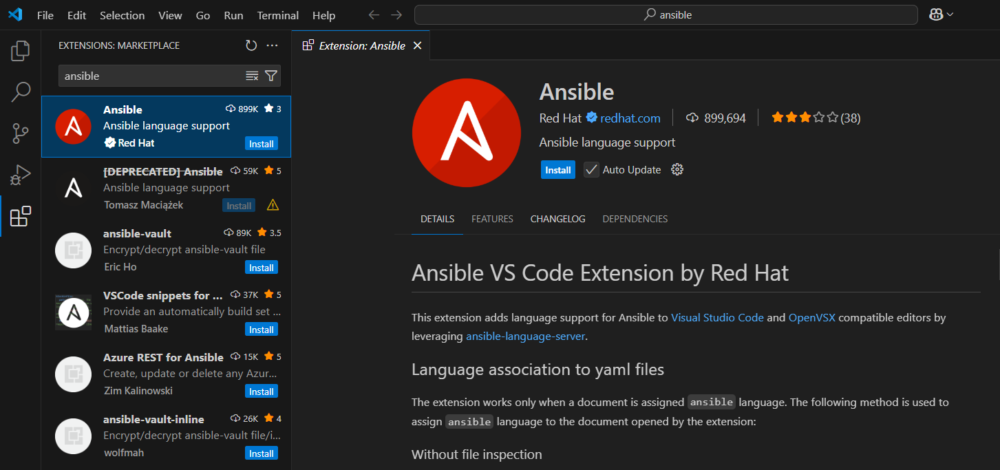 File Edit Selection View Go Run Terminal Help ansible
EXTENSIONS: MARKETPLACE
ansible
Ansible 899K 3
Ansible language support
Red Hat Install
[DEPRECATED] Ansible 59K 5
Ansible language support
Tomasz Maciążek Install
ansible-vault 89K 3.5
Encrypt/decrypt ansible-vault file
Eric Ho Install
VSCode snippets for ... 37K 5
Provide an automatically build set ...
Mattias Baake Install
Azure REST for Ansible 15K 5
Create, update or delete any Azur...
Zim Kalinowski Install
ansible-vault-inline 26K 4
Encrypt/decrypt ansible-vault file/i...
wolfmah Install
Extension: Ansible
Ansible
Red Hat redhat.com 899,694 (38)
Ansible language support
Install Auto Update
DETAILS FEATURES CHANGELOG DEPENDENCIES
Ansible VS Code Extension by Red Hat
This extension adds language support for Ansible to Visual Studio Code and OpenVSX compatible editors by
leveraging ansible-language-server.
Language association to yaml files
The extension works only when a document is assigned ansible language. The following method is used to
assign ansible language to the document opened by the extension:
Without file inspection